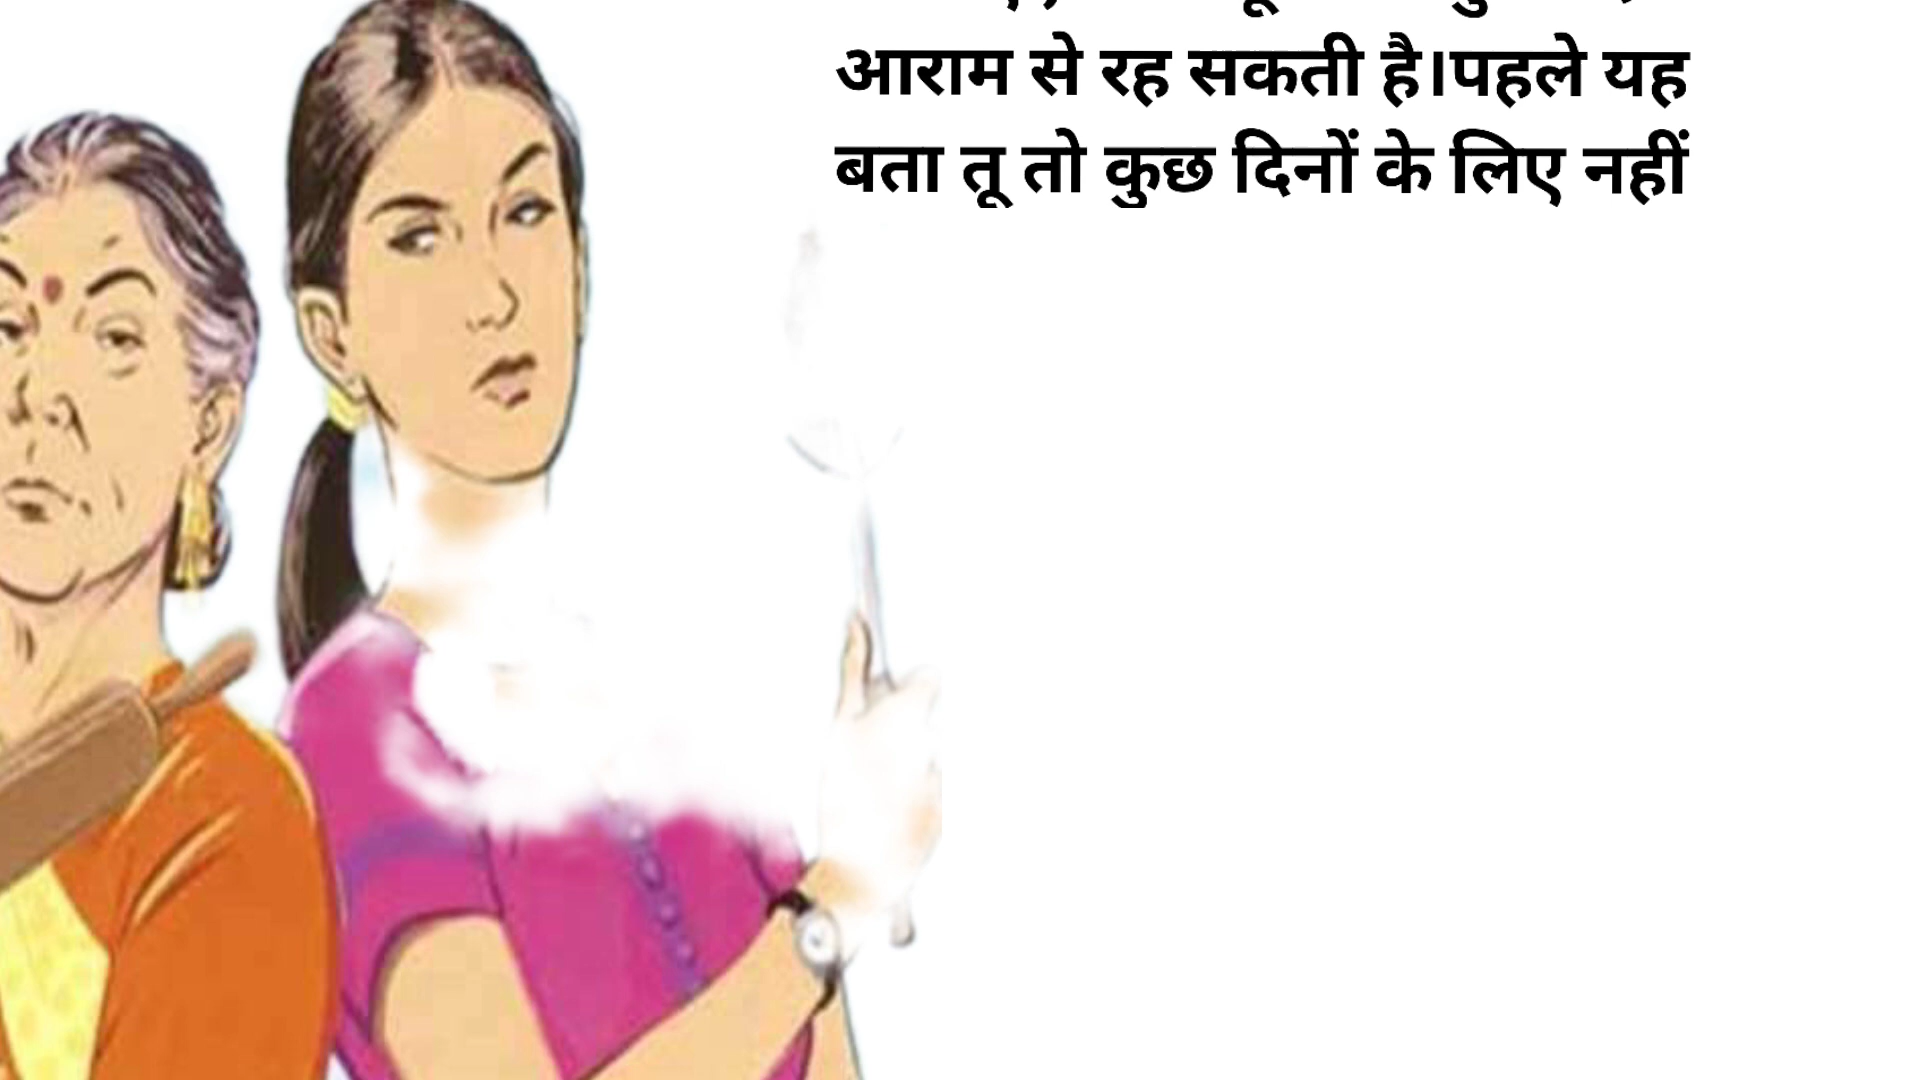 आराम से रह सकती है।पहले यह
बता तू तो कुछ दिनों के लिए नहीं